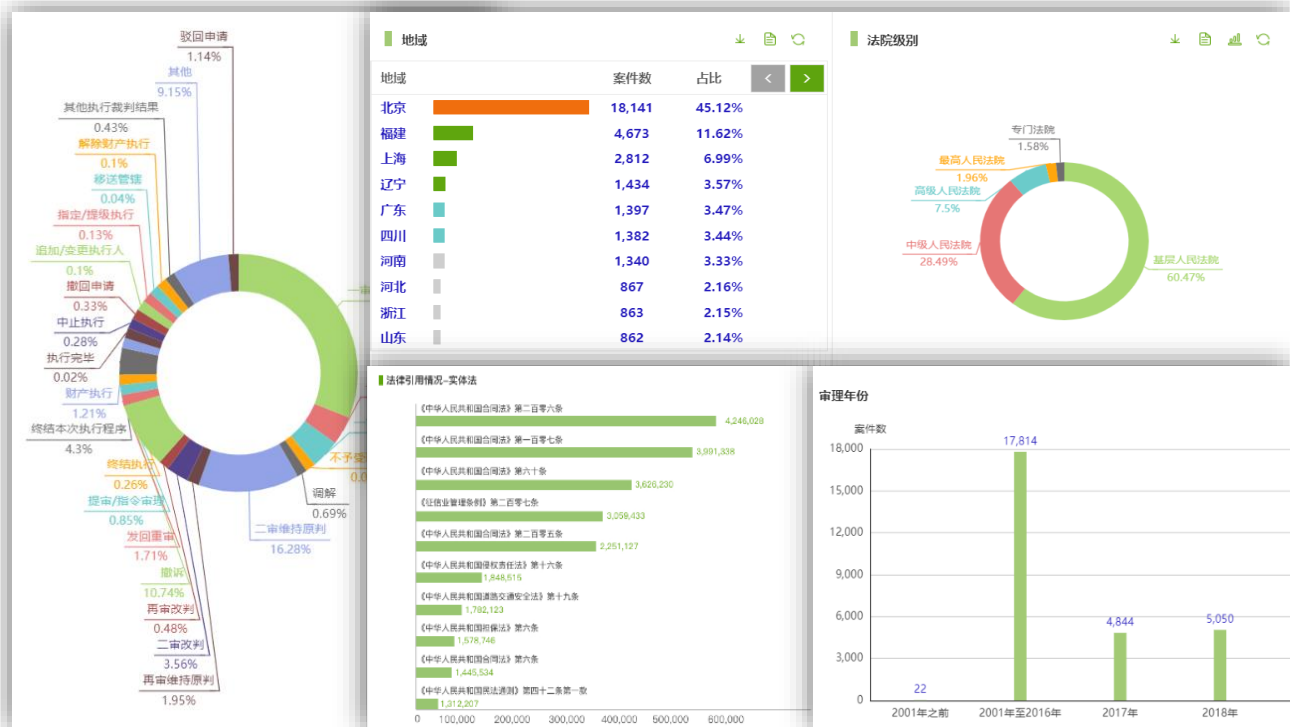 驳回申请
1.14%
其他
9.15%
其他执行裁判结果
0.43%
解除财产执行
0.1%
移送管辖
0.04%
指定/提级执行
0.13%
追加/变更执行人
0.1%
撤回申请
0.33%
中止执行
0.28%
执行完毕
0.02%
财产执行
1.21%
终结本次执行程序
4.3%
终结执行
0.26%
提审/指令审理
0.85%
发回重审
1.71%
撤诉
10.74%
再审改判
0.48%
二审改判
3.56%
再审维持原判
1.95%
一审
不予受
0.0
调解
0.69%
二审维持原判
16.28%
地域
地域 案件数 占比 < >
北京 18,141 45.12%
福建 4,673 11.62%
上海 2,812 6.99%
辽宁 1,434 3.57%
广东 1,397 3.47%
四川 1,382 3.44%
河南 1,340 3.33%
河北 867 2.16%
浙江 863 2.15%
山东 862 2.14%
法院级别
专门法院
1.58%
最高人民法院
1.96%
高级人民法院
7.5%
中级人民法院
28.49%
基层人民法院
60.47%
法律引用情况-实体法
《中华人民共和国合同法》第二百零六条
4,246,028
《中华人民共和国合同法》第一百零七条
3,991,338
《中华人民共和国合同法》第六十条
3,626,230
《征信业管理条例》第二百零七条
3,059,433
《中华人民共和国合同法》第二百零五条
2,251,127
《中华人民共和国侵权责任法》第十六条
1,848,515
《中华人民共和国道路交通安全法》第十九条
1,782,123
《中华人民共和国担保法》第六条
1,578,746
《中华人民共和国合同法》第六条
1,445,534
《中华人民共和国民法通则》第四十二条第一款
1,312,207
0 100,000 200,000 300,000 400,000 500,000 600,000
审理年份
案件数
18,000
15,000
12,000
9,000
6,000
3,000
0
22
17,814
4,844
5,050
2001年之前 2001年至2016年 2017年 2018年